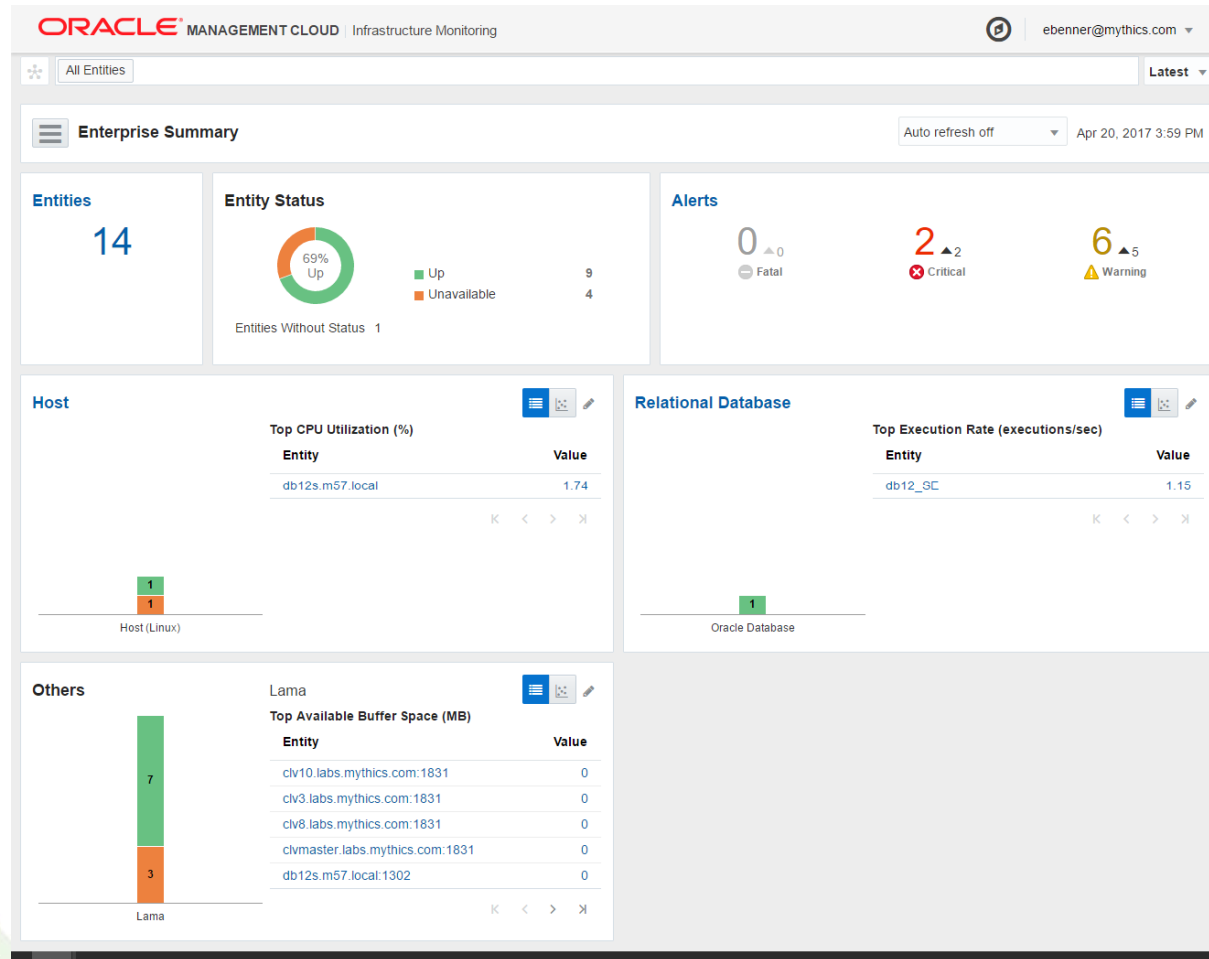 ORACLE® MANAGEMENT CLOUD | Infrastructure Monitoring ebenner@mythics.com
All Entities Latest
Enterprise Summary Auto refresh off Apr 20, 2017 3:59 PM
Entities
14
Entity Status
69%
Up
Up 9
Unavailable 4
Entities Without Status 1
Alerts
0 0 2 2 6 5
Fatal Critical Warning
Host
Top CPU Utilization (%)
Entity Value
db12s.m57.local 1.74
1
1
Host (Linux)
Relational Database
Top Execution Rate (executions/sec)
Entity Value
db12_SE 1.15
1
Oracle Database
Others
Lama
Top Available Buffer Space (MB)
Entity Value
clv10.labs.mythics.com:1831 0
clv3.labs.mythics.com:1831 0
clv8.labs.mythics.com:1831 0
clvmaster.labs.mythics.com:1831 0
db12s.m57.local:1302 0
7
3
Lama